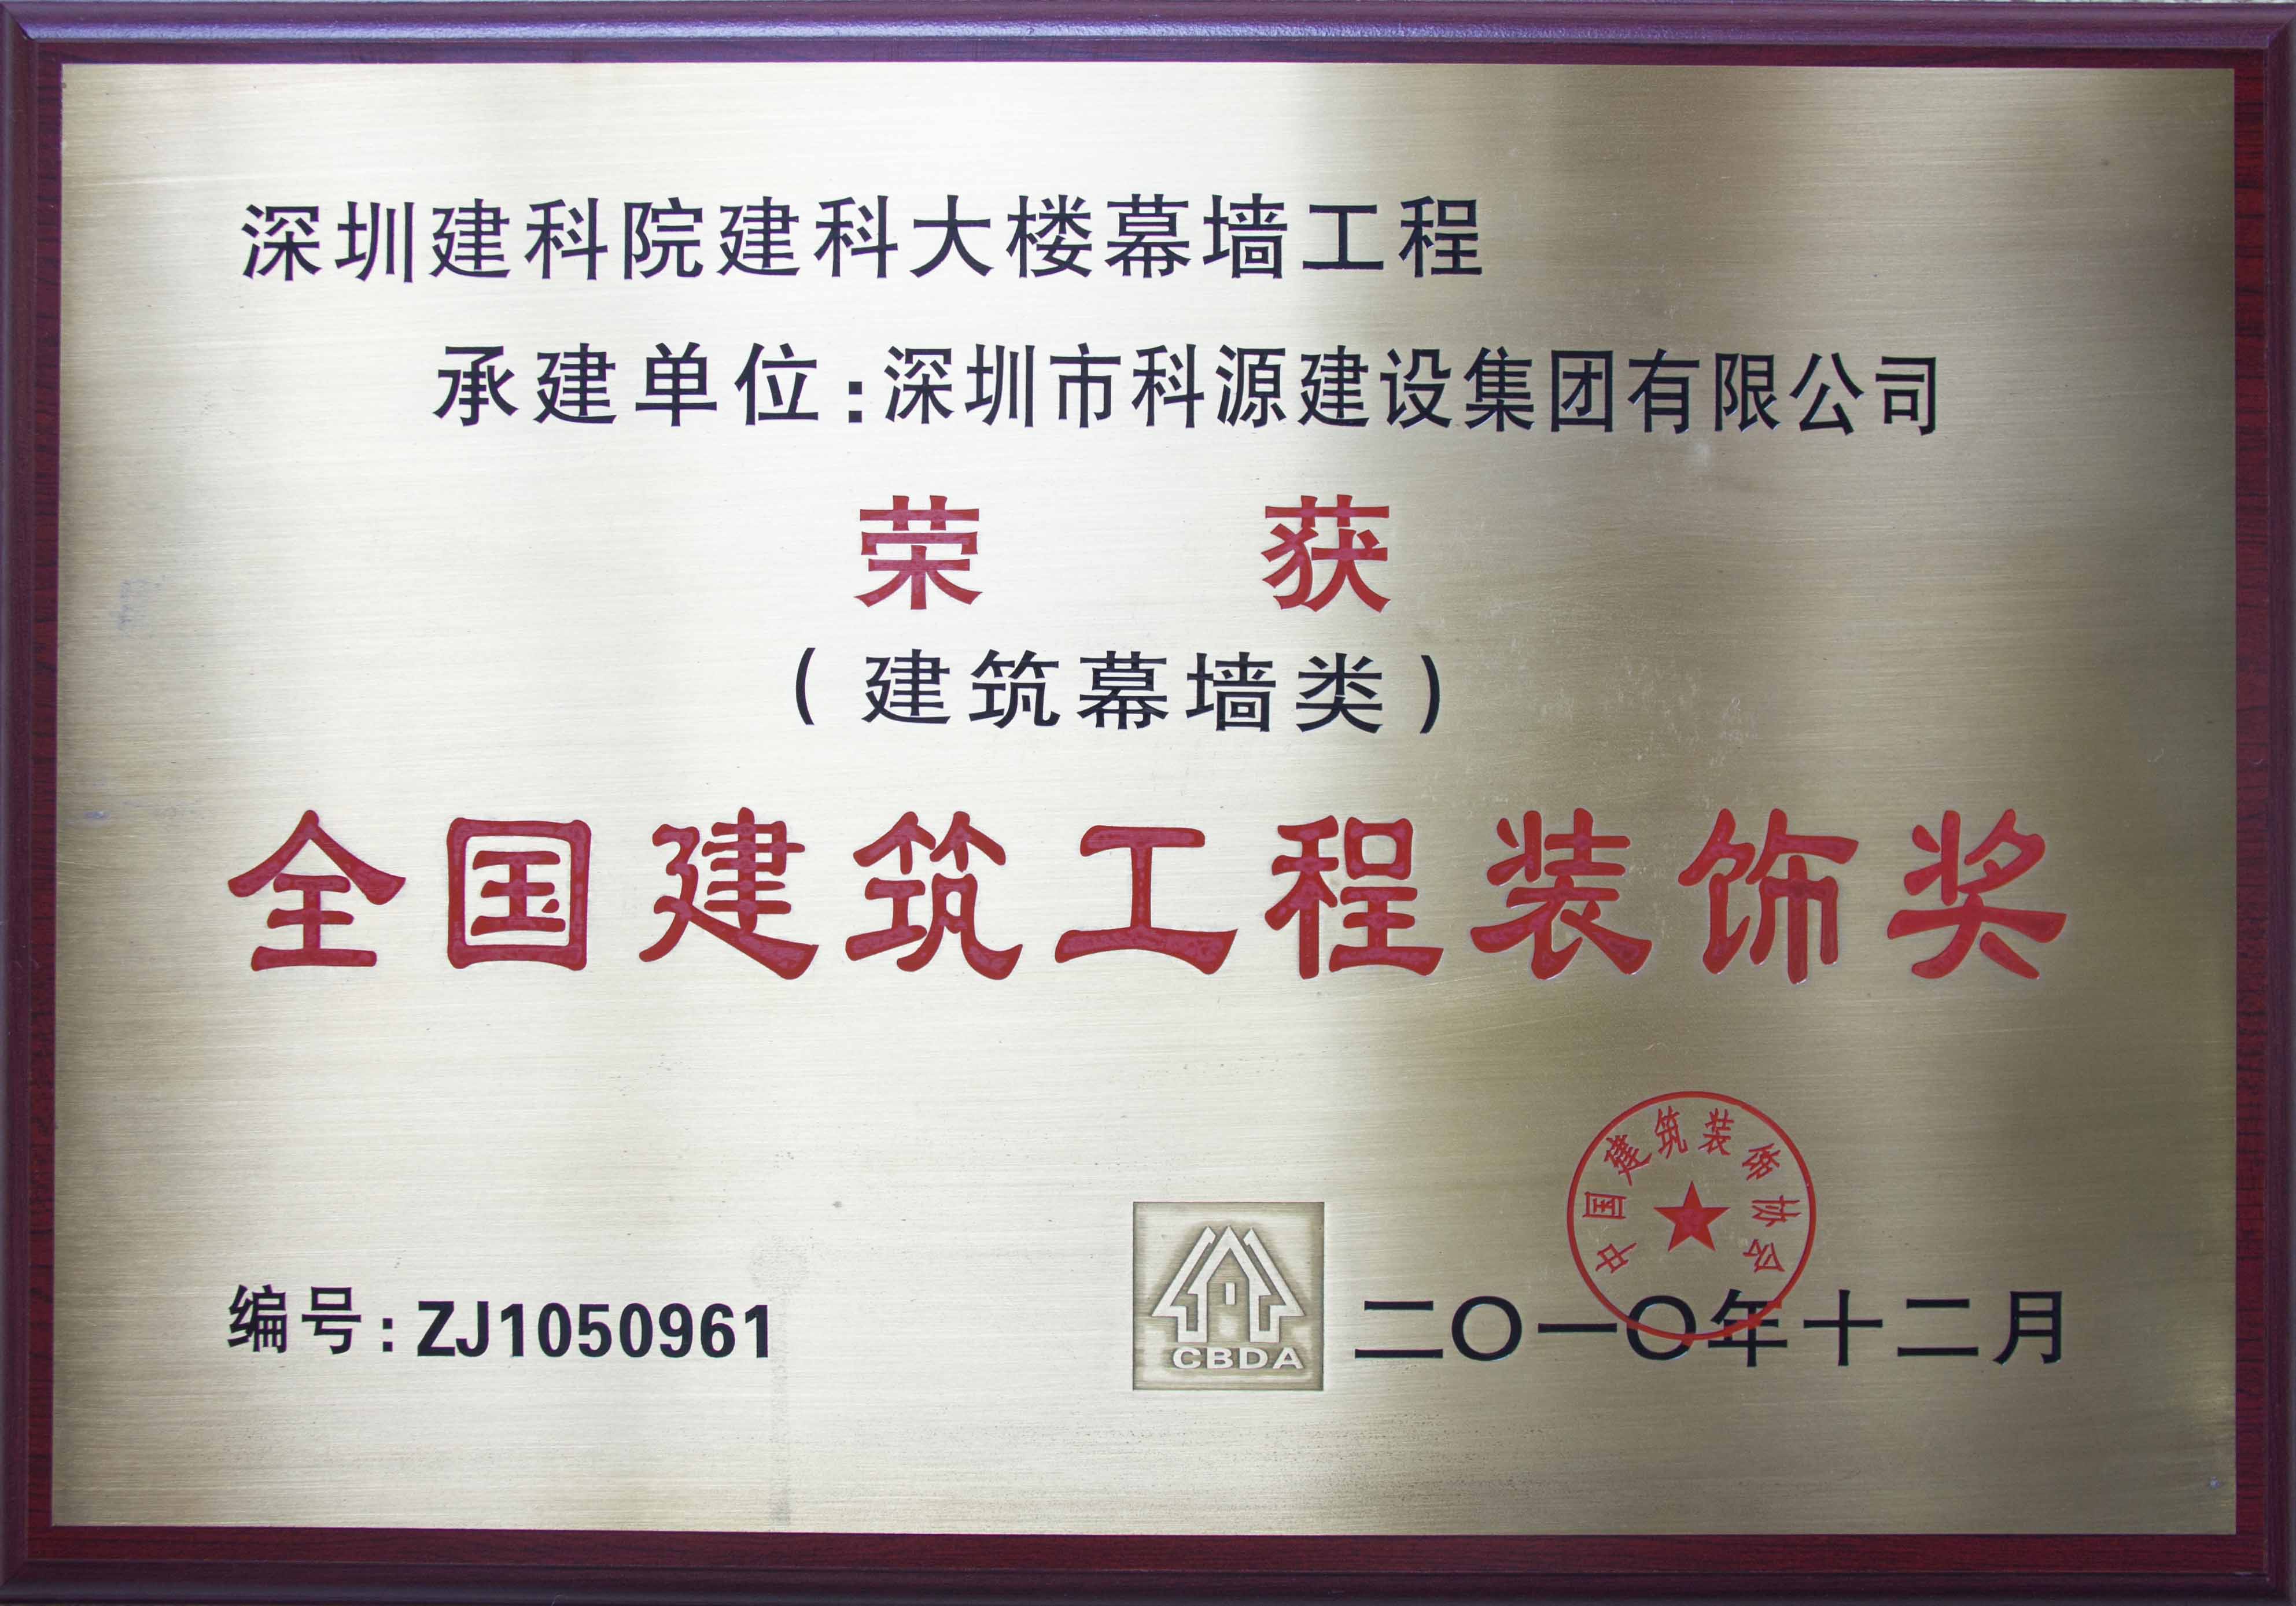 深圳建科院建科大楼幕墙工程
承建单位:深圳市科源建设集团有限公司
荣 获
(建筑幕墙类)
全国建筑工程装饰奖
中国建筑装饰协会
编号:ZJ1050961
CBDA
二〇一〇年十二月